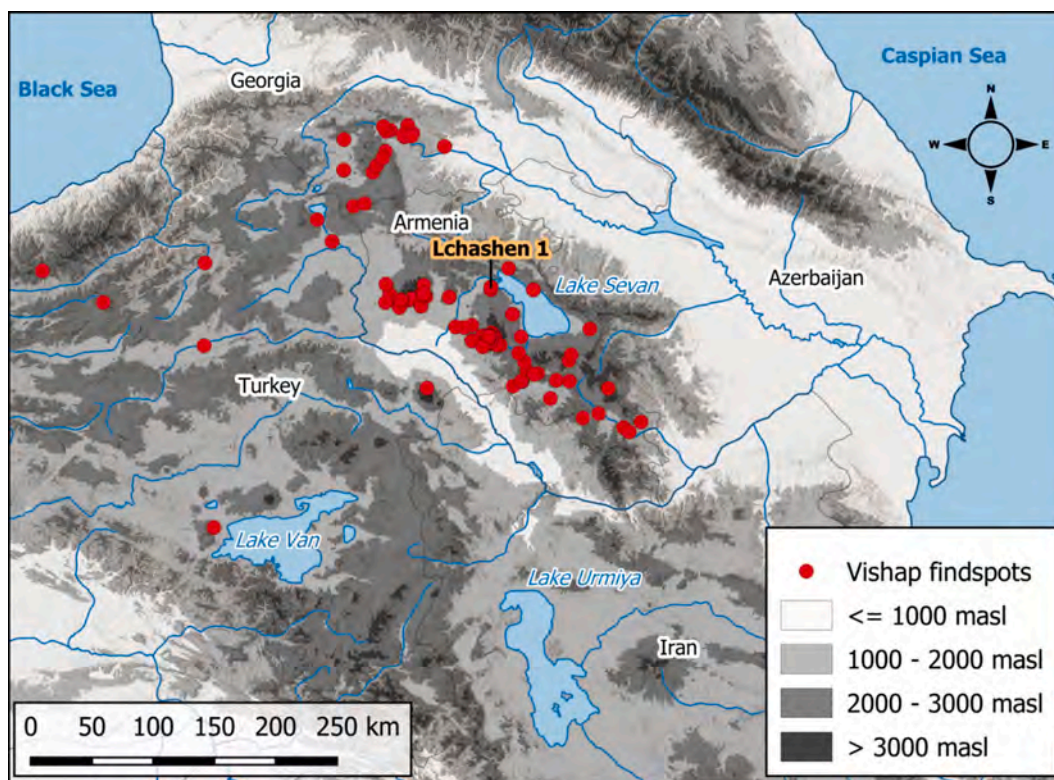 Black Sea
Georgia
Caspian Sea
N
W
E
S
Armenia
Lchashen 1
Lake Sevan
Azerbaijan
Turkey
Lake Van
Lake Urmiya
Iran
Vishap findspots
<= 1000 masl
1000 - 2000 masl
2000 - 3000 masl
> 3000 masl
0 50 100 150 200 250 km